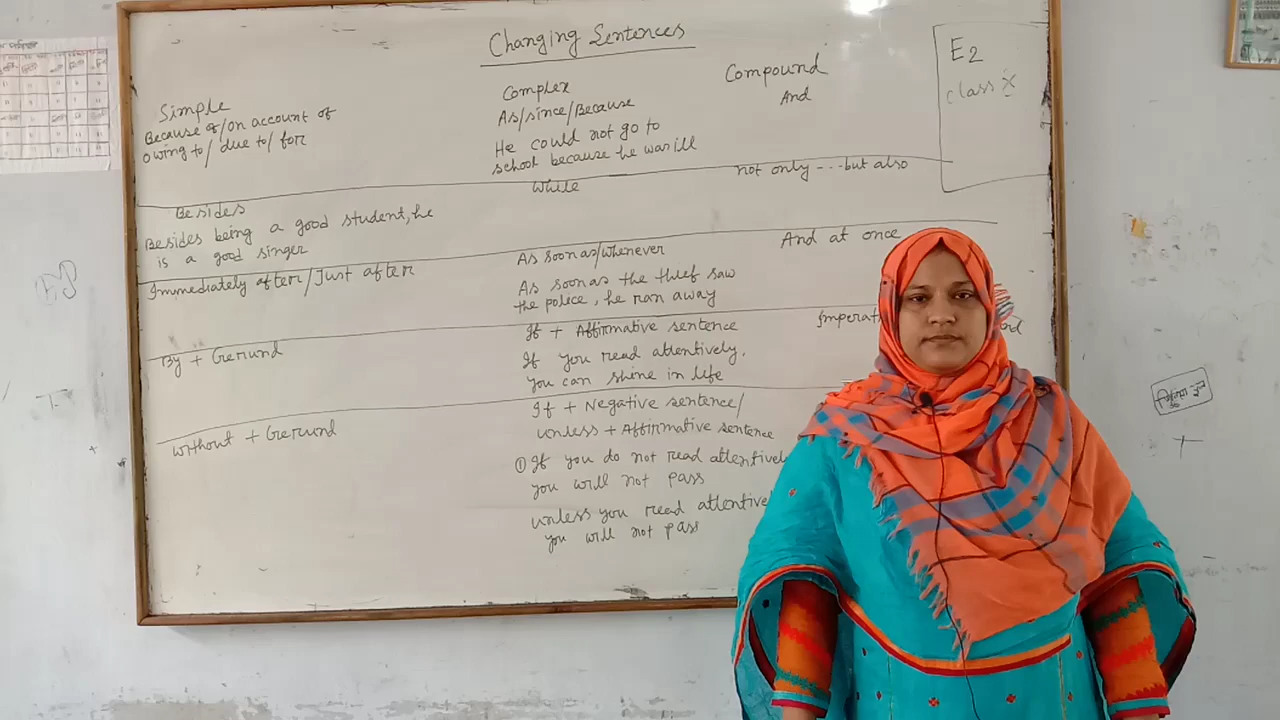 Changing Sentences
E2
class x
Simple
Because of/on account of
owing to/due to/for
Complex
As/since/Because
He could not go to
school because he was ill
Compound
And
Besides
Besides being a good student, he
is a good singer
While
not only ---but also
Immediately after/Just after
As soon as/whenever
As soon as the thief saw
the police, he ran away
And at once
By + Gerund
If + Affirmative sentence
If you read attentively,
you can shine in life
without + Gerund
If + Negative sentence/
unless + Affirmative sentence
① If you do not read attentively
you will not pass
unless you read attentive
you will not pass